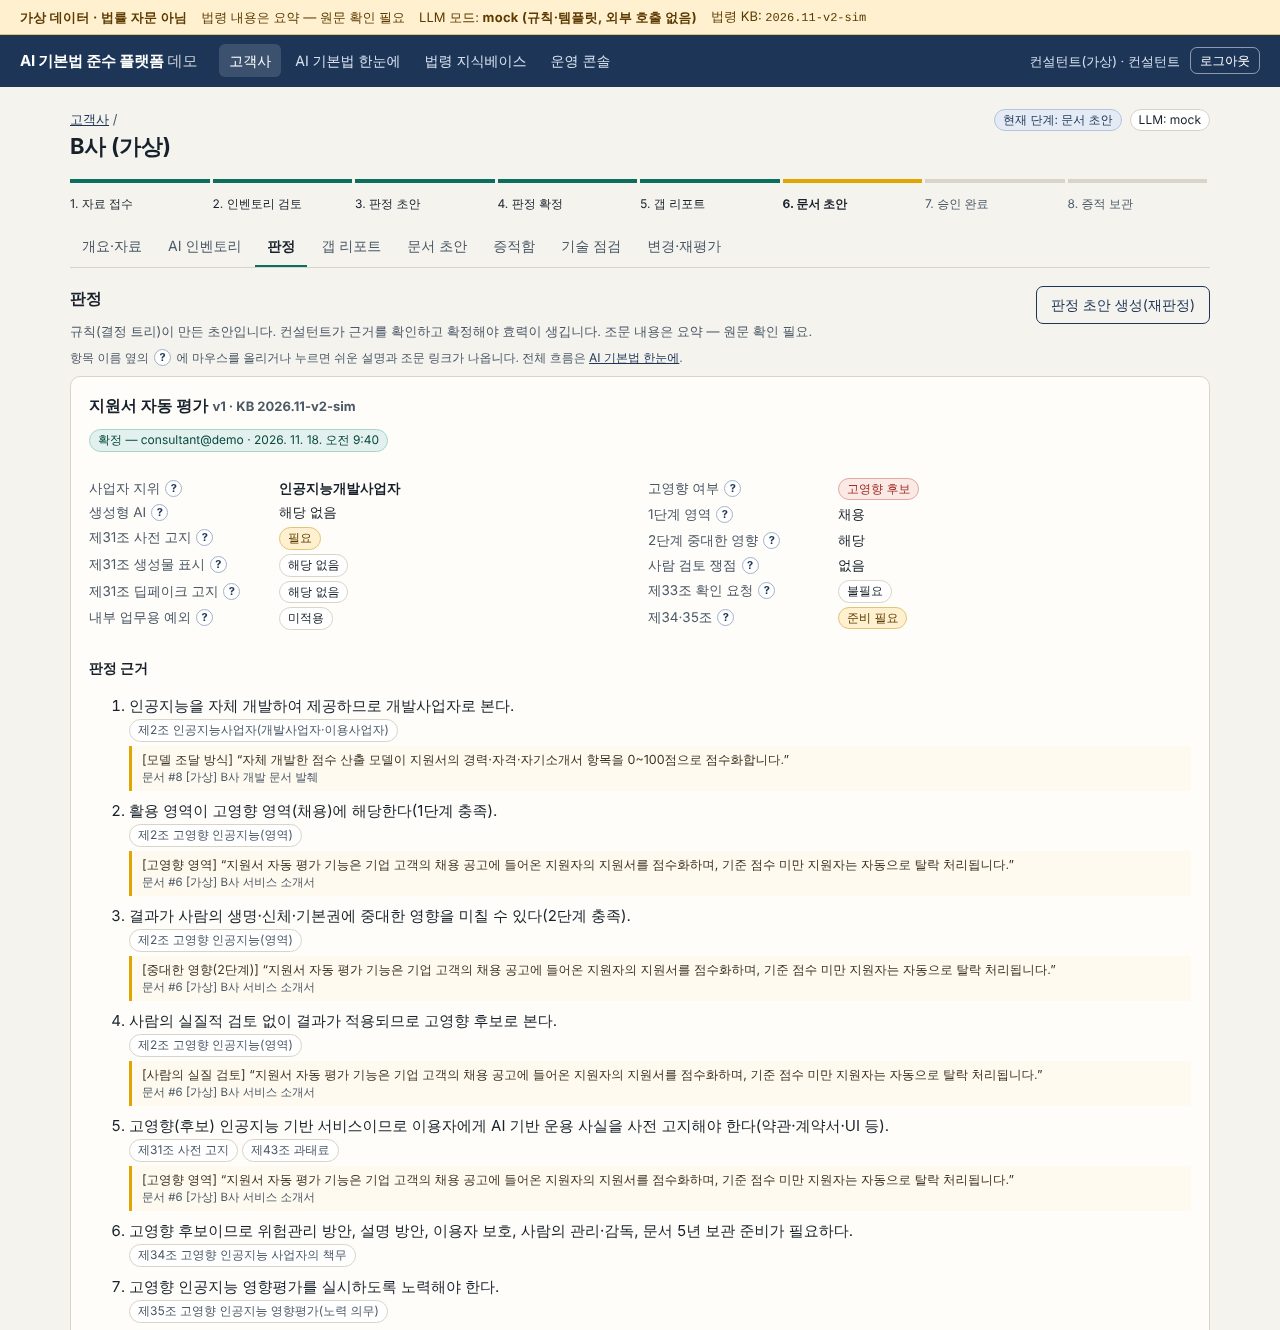 가상 데이터 · 법률 자문 아님 법령 내용은 요약 — 원문 확인 필요 LLM 모드: mock (규칙·템플릿, 외부 호출 없음) 법령 KB: 2026.11-v2-sim
AI 기본법 준수 플랫폼 데모 고객사 AI 기본법 한눈에 법령 지식베이스 운영 콘솔 컨설턴트(가상) · 컨설턴트 로그아웃
고객사 / 현재 단계: 문서 초안 LLM: mock
B사 (가상)
1. 자료 접수 2. 인벤토리 검토 3. 판정 초안 4. 판정 확정 5. 갭 리포트 6. 문서 초안 7. 승인 완료 8. 증적 보관
개요·자료 AI 인벤토리 판정 갭 리포트 문서 초안 증적함 기술 점검 변경·재평가
판정 판정 초안 생성(재판정)
규칙(결정 트리)이 만든 초안입니다. 컨설턴트가 근거를 확인하고 확정해야 효력이 생깁니다. 조문 내용은 요약 — 원문 확인 필요.
항목 이름 옆의 ? 에 마우스를 올리거나 누르면 쉬운 설명과 조문 링크가 나옵니다. 전체 흐름은 AI 기본법 한눈에.
지원서 자동 평가 v1 · KB 2026.11-v2-sim
확정 — consultant@demo · 2026. 11. 18. 오전 9:40
사업자 지위 ? 인공지능개발사업자
생성형 AI ? 해당 없음
제31조 사전 고지 ? 필요
제31조 생성물 표시 ? 해당 없음
제31조 딥페이크 고지 ? 해당 없음
내부 업무용 예외 ? 미적용
고영향 여부 ? 고영향 후보
1단계 영역 ? 채용
2단계 중대한 영향 ? 해당
사람 검토 쟁점 ? 없음
제33조 확인 요청 ? 불필요
제34·35조 ? 준비 필요
판정 근거
1. 인공지능을 자체 개발하여 제공하므로 개발사업자로 본다.
제2조 인공지능사업자(개발사업자·이용사업자)
[모델 조달 방식] “자체 개발한 점수 산출 모델이 지원서의 경력·자격·자기소개서 항목을 0~100점으로 점수화합니다.”
문서 #8 [가상] B사 개발 문서 발췌
2. 활용 영역이 고영향 영역(채용)에 해당한다(1단계 충족).
제2조 고영향 인공지능(영역)
[고영향 영역] “지원서 자동 평가 기능은 기업 고객의 채용 공고에 들어온 지원자의 지원서를 점수화하며, 기준 점수 미만 지원자는 자동으로 탈락 처리됩니다.”
문서 #6 [가상] B사 서비스 소개서
3. 결과가 사람의 생명·신체·기본권에 중대한 영향을 미칠 수 있다(2단계 충족).
제2조 고영향 인공지능(영역)
[중대한 영향(2단계)] “지원서 자동 평가 기능은 기업 고객의 채용 공고에 들어온 지원자의 지원서를 점수화하며, 기준 점수 미만 지원자는 자동으로 탈락 처리됩니다.”
문서 #6 [가상] B사 서비스 소개서
4. 사람의 실질적 검토 없이 결과가 적용되므로 고영향 후보로 본다.
제2조 고영향 인공지능(영역)
[사람의 실질 검토] “지원서 자동 평가 기능은 기업 고객의 채용 공고에 들어온 지원자의 지원서를 점수화하며, 기준 점수 미만 지원자는 자동으로 탈락 처리됩니다.”
문서 #6 [가상] B사 서비스 소개서
5. 고영향(후보) 인공지능 기반 서비스이므로 이용자에게 AI 기반 운용 사실을 사전 고지해야 한다(약관·계약서·UI 등).
제31조 사전 고지 제43조 과태료
[고영향 영역] “지원서 자동 평가 기능은 기업 고객의 채용 공고에 들어온 지원자의 지원서를 점수화하며, 기준 점수 미만 지원자는 자동으로 탈락 처리됩니다.”
문서 #6 [가상] B사 서비스 소개서
6. 고영향 후보이므로 위험관리 방안, 설명 방안, 이용자 보호, 사람의 관리·감독, 문서 5년 보관 준비가 필요하다.
제34조 고영향 인공지능 사업자의 책무
7. 고영향 인공지능 영향평가를 실시하도록 노력해야 한다.
제35조 고영향 인공지능 영향평가(노력 의무)